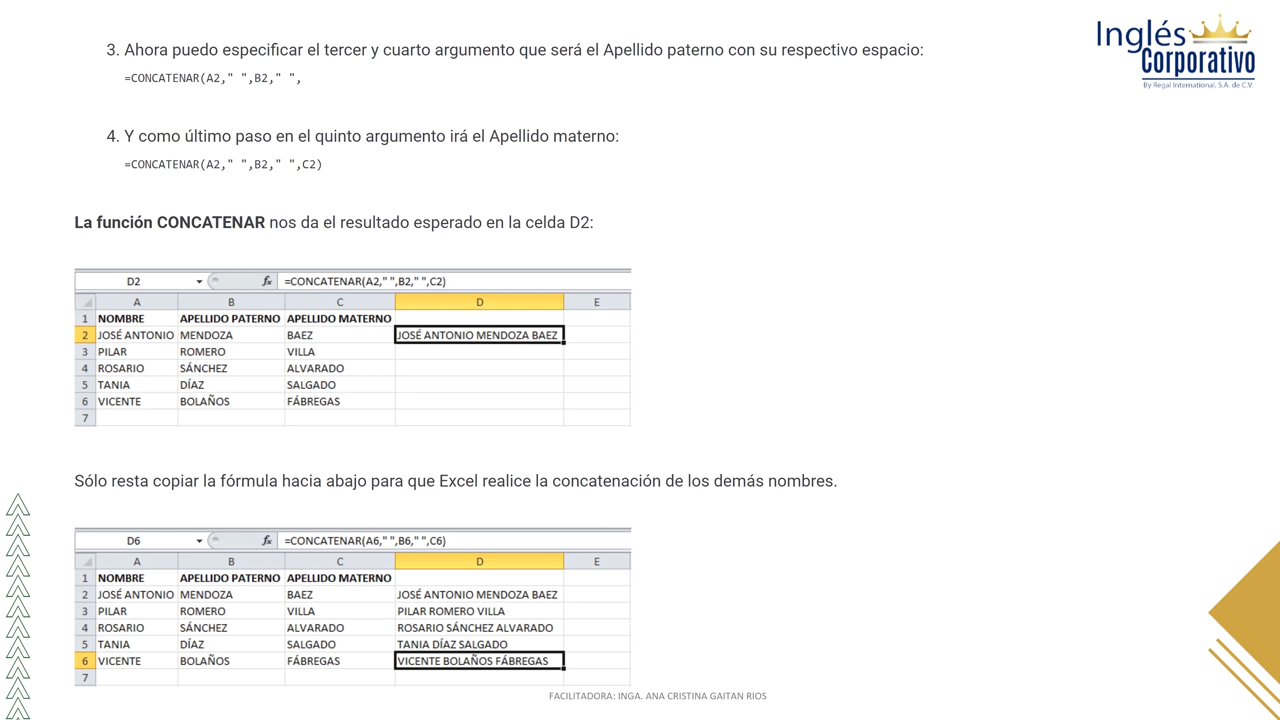 3. Ahora puedo especificar el tercer y cuarto argumento que será el Apellido paterno con su respectivo espacio:
=CONCATENAR(A2," ",B2," ",
4. Y como último paso en el quinto argumento irá el Apellido materno:
=CONCATENAR(A2," ",B2," ",C2)
La función CONCATENAR nos da el resultado esperado en la celda D2:
D2 fx =CONCATENAR(A2," ",B2," ",C2)
A B C D E
1 NOMBRE APELLIDO PATERNO APELLIDO MATERNO
2 JOSÉ ANTONIO MENDOZA BAEZ JOSÉ ANTONIO MENDOZA BAEZ
3 PILAR ROMERO VILLA
4 ROSARIO SÁNCHEZ ALVARADO
5 TANIA DÍAZ SALGADO
6 VICENTE BOLAÑOS FÁBREGAS
7
Sólo resta copiar la fórmula hacia abajo para que Excel realice la concatenación de los demás nombres.
D6 fx =CONCATENAR(A6," ",B6," ",C6)
A B C D E
1 NOMBRE APELLIDO PATERNO APELLIDO MATERNO
2 JOSÉ ANTONIO MENDOZA BAEZ JOSÉ ANTONIO MENDOZA BAEZ
3 PILAR ROMERO VILLA PILAR ROMERO VILLA
4 ROSARIO SÁNCHEZ ALVARADO ROSARIO SÁNCHEZ ALVARADO
5 TANIA DÍAZ SALGADO TANIA DÍAZ SALGADO
6 VICENTE BOLAÑOS FÁBREGAS VICENTE BOLAÑOS FÁBREGAS
7
FACILITADORA: INGA. ANA CRISTINA GAITAN RIOS
Inglés
Corporativo
By Regal International, S.A. de C.V.